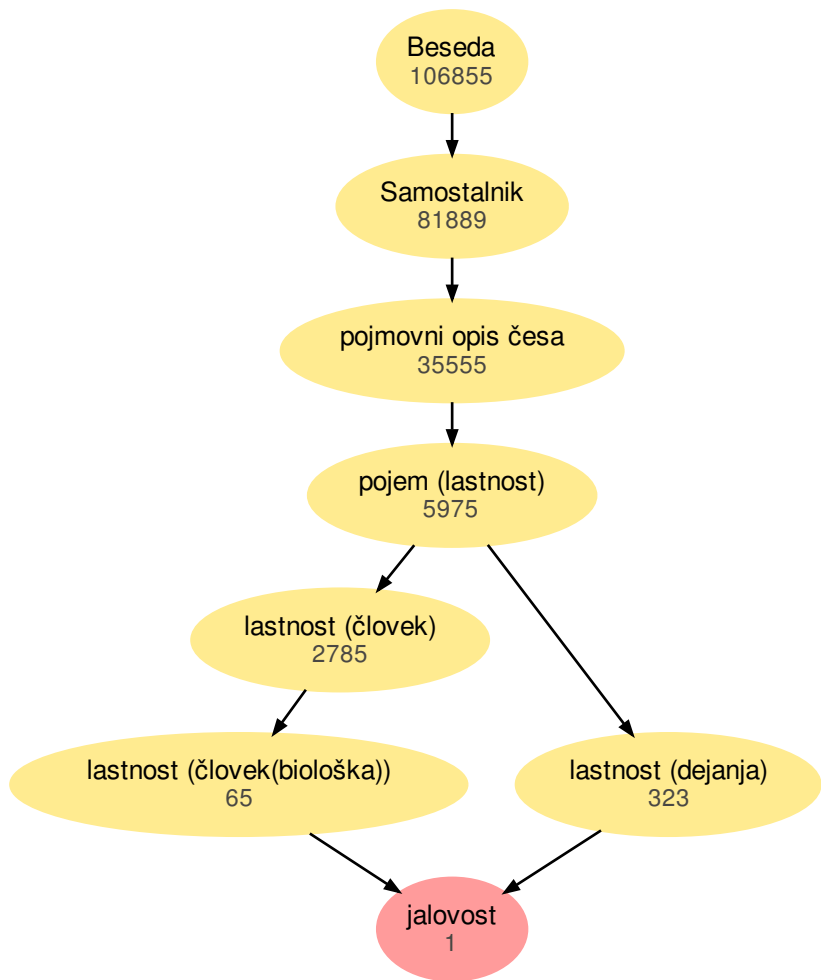 Beseda
106855
Samostalnik
81889
pojmovni opis česa
35555
pojem (lastnost)
5975
lastnost (človek)
2785
lastnost (človek(biološka))
65
lastnost (dejanja)
323
jalovost
1